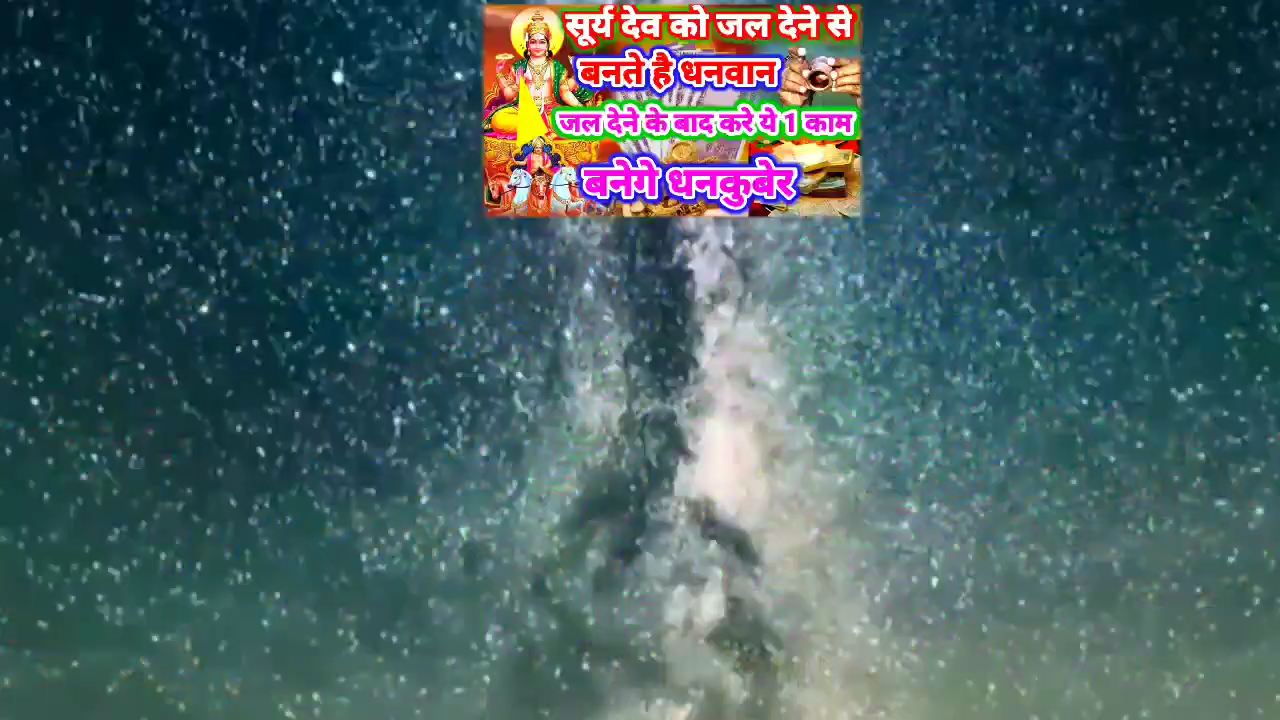 सूर्य देव को जल देने से
बनते है धनवान
जल देने के बाद करे ये 1 काम
बनेगे धनकुबेर